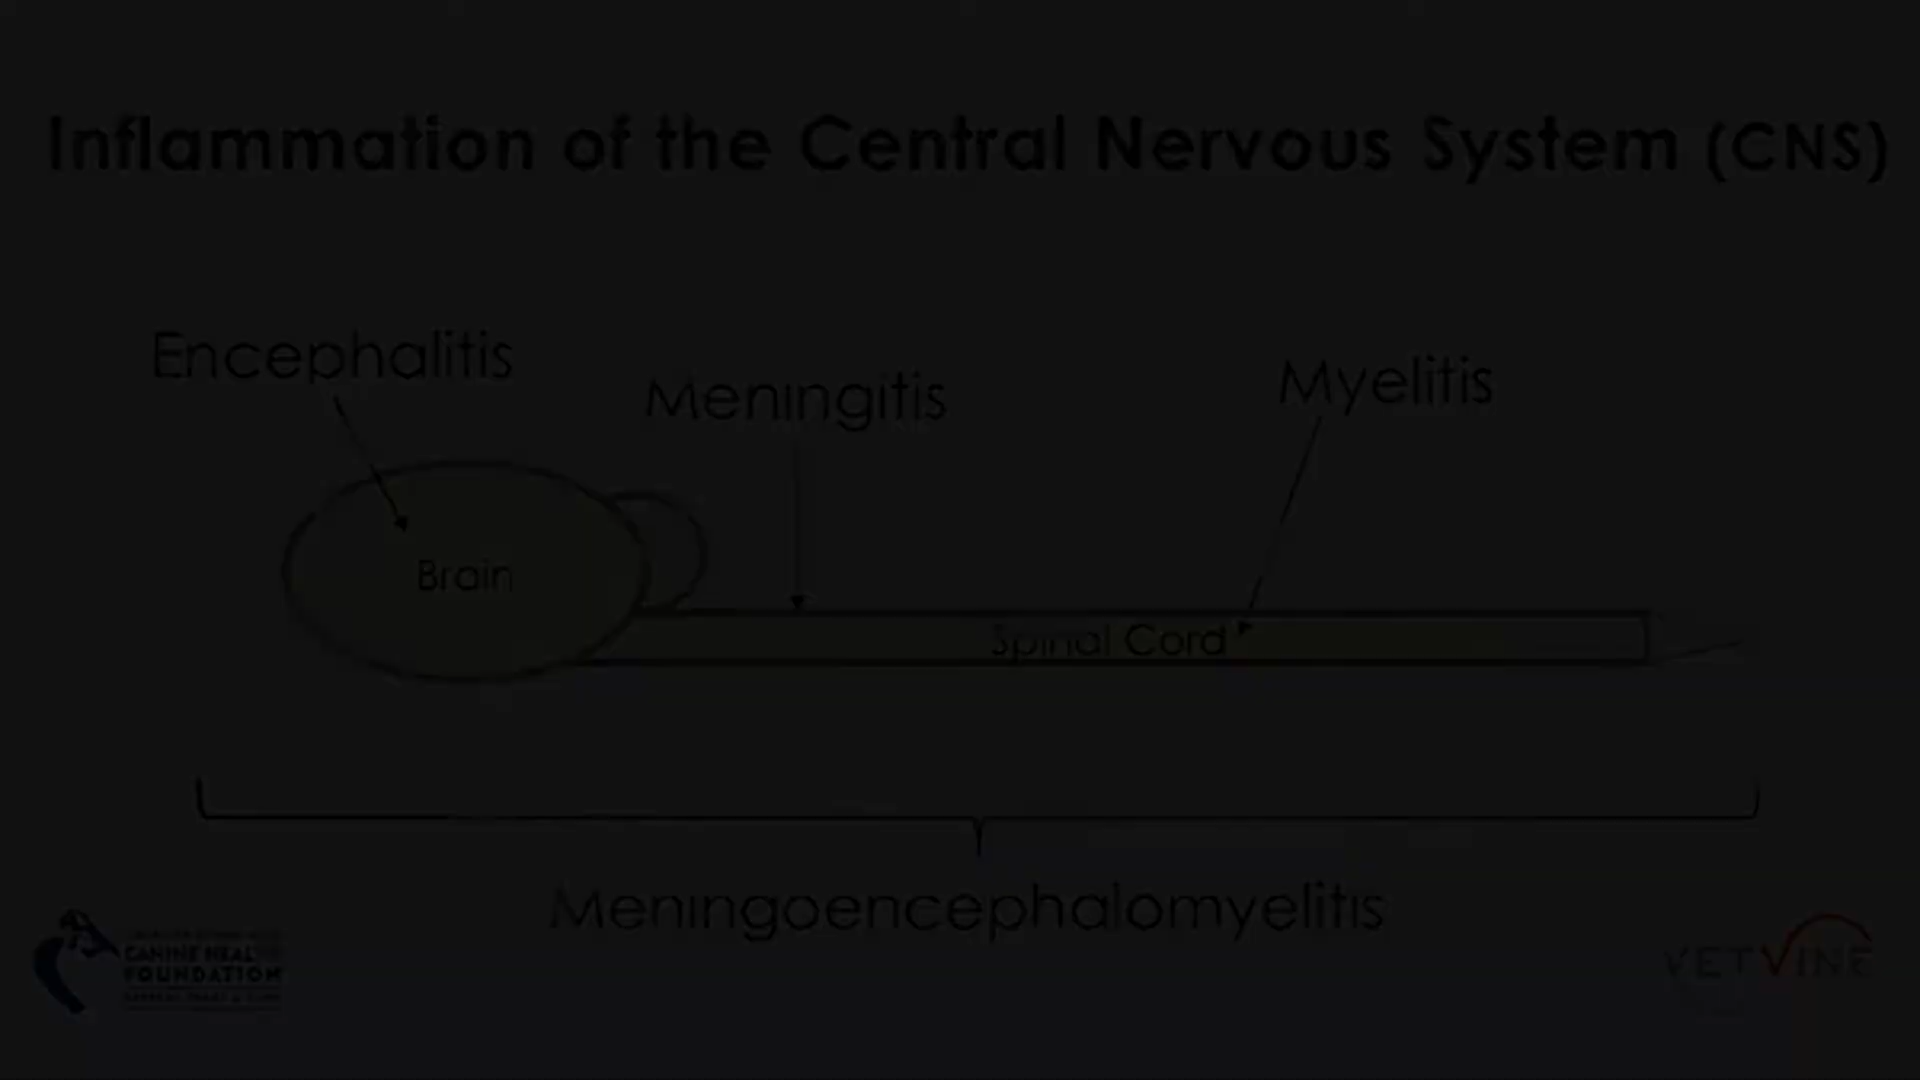 Inflammation of the Central Nervous System (CNS)
Encephalitis
Meningitis
Myelitis
Brain
Spinal Cord
Meningoencephalomyelitis
CANINE HEALTH
FOUNDATION
VETVINE